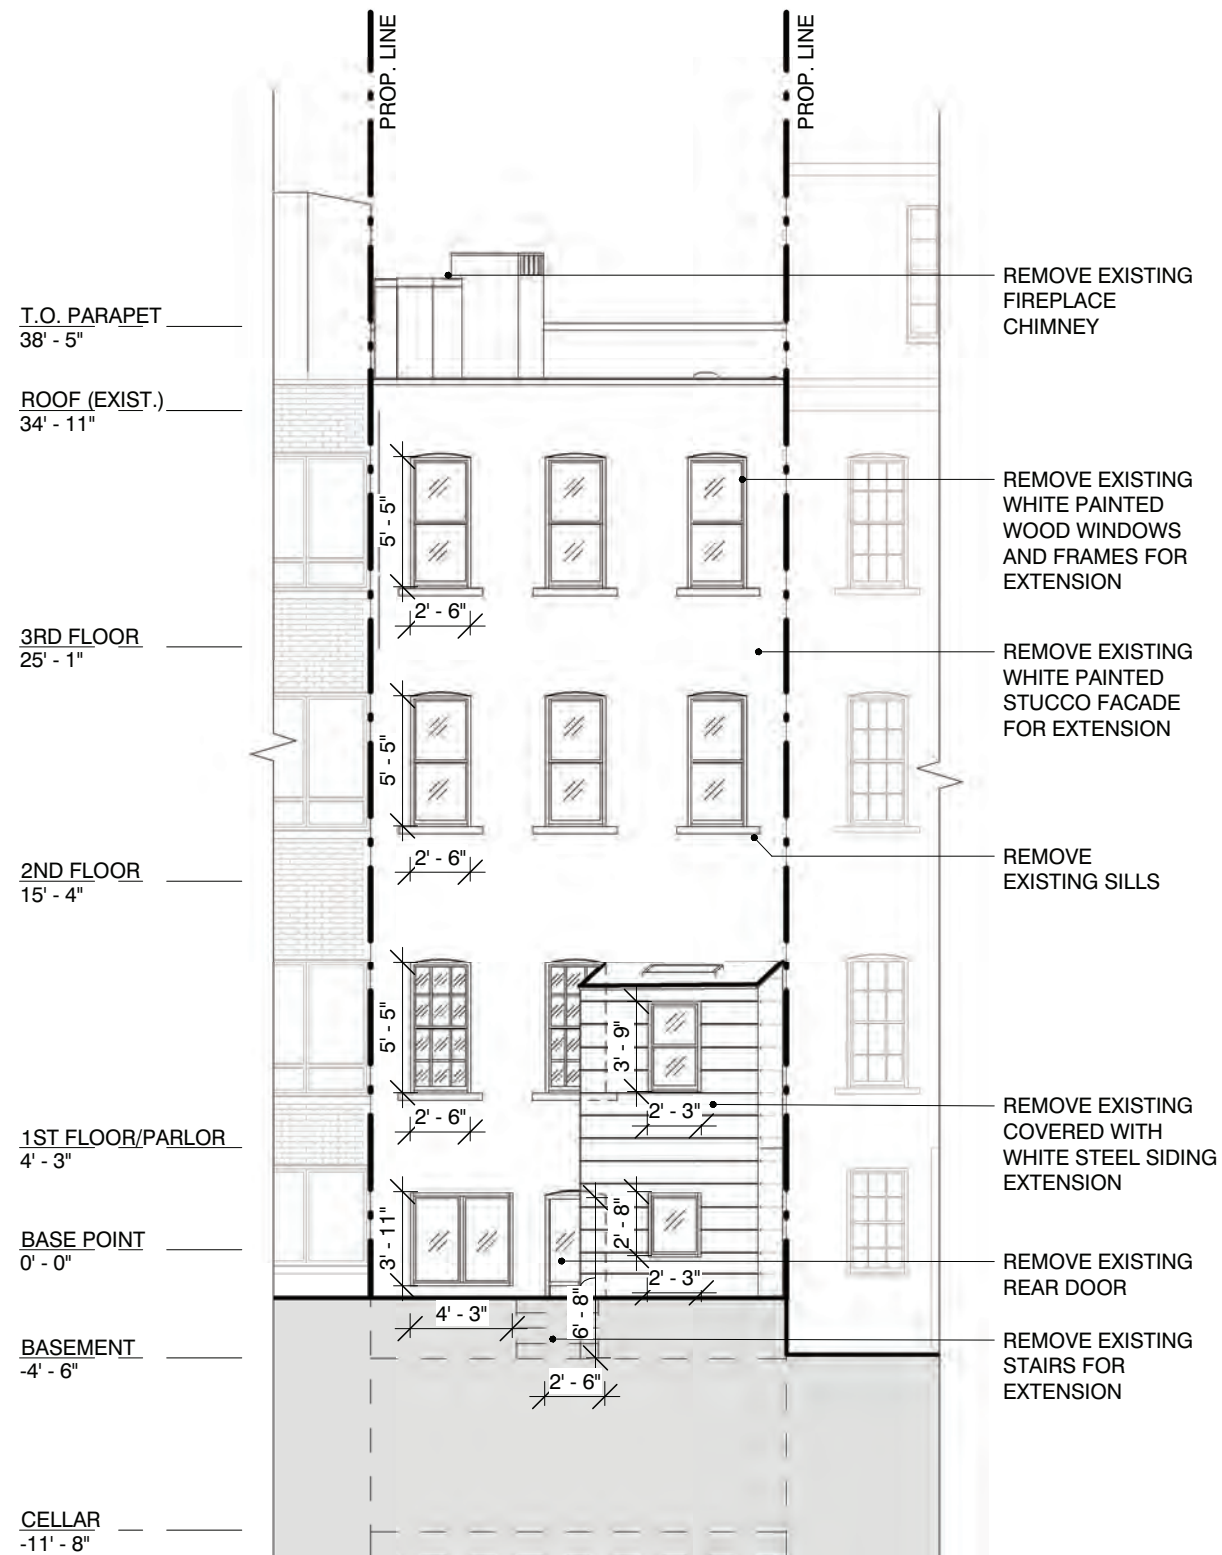 PROP. LINE
PROP. LINE
T.O. PARAPET
38' - 5"
ROOF (EXIST.)
34' - 11"
3RD FLOOR
25' - 1"
2ND FLOOR
15' - 4"
1ST FLOOR/PARLOR
4' - 3"
BASE POINT
0' - 0"
BASEMENT
-4' - 6"
CELLAR
-11' - 8"
5' - 5"
2' - 6"
5' - 5"
2' - 6"
5' - 5"
2' - 6"
3' - 9"
2' - 3"
3' - 11"
4' - 3"
2' - 8"
2' - 3"
6' - 8"
2' - 6"
REMOVE EXISTING
FIREPLACE
CHIMNEY
REMOVE EXISTING
WHITE PAINTED
WOOD WINDOWS
AND FRAMES FOR
EXTENSION
REMOVE EXISTING
WHITE PAINTED
STUCCO FACADE
FOR EXTENSION
REMOVE
EXISTING SILLS
REMOVE EXISTING
COVERED WITH
WHITE STEEL SIDING
EXTENSION
REMOVE EXISTING
REAR DOOR
REMOVE EXISTING
STAIRS FOR
EXTENSION